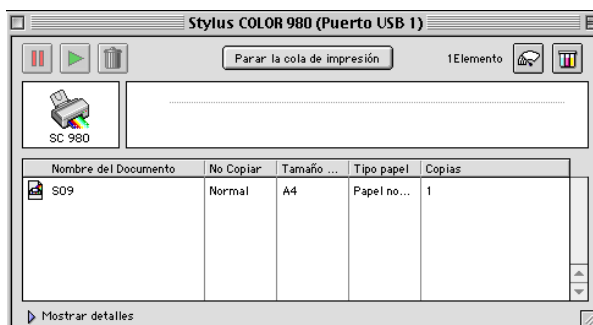 Stylus COLOR 980 (Puerto USB 1)
Parar la cola de impresión
1Elemento
SC 980
Nombre del Documento No Copiar Tamaño ... Tipo papel Copias
S09 Normal A4 Papel no... 1
Mostrar detalles